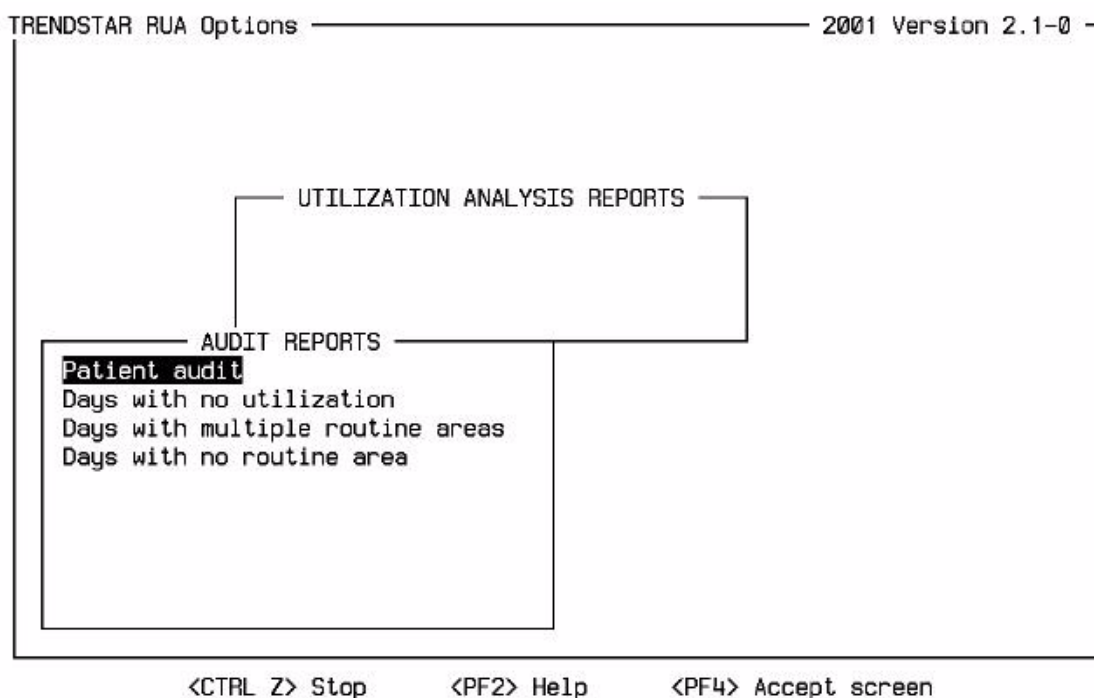 TRENDSTAR RUA Options 2001 Version 2.1-0
UTILIZATION ANALYSIS REPORTS
AUDIT REPORTS
Patient audit
Days with no utilization
Days with multiple routine areas
Days with no routine area
<CTRL Z> Stop <PF2> Help <PF4> Accept screen